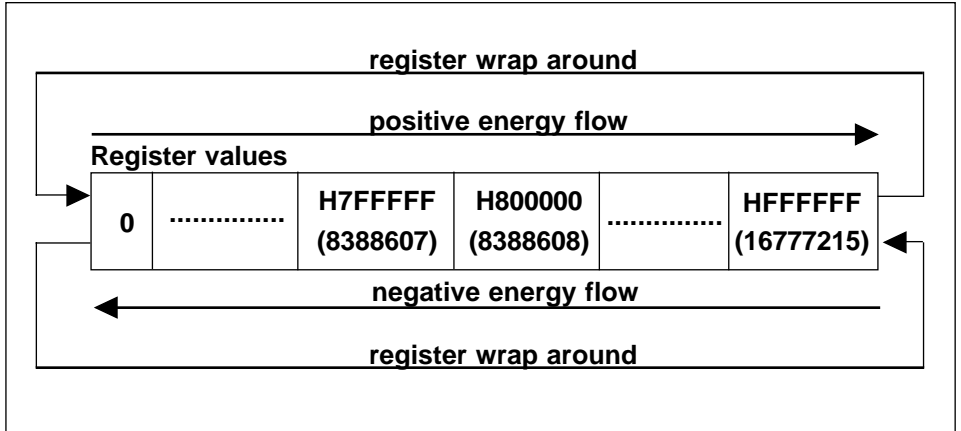 register wrap around
positive energy flow
Register values
0 ............... H7FFFFF (8388607) H800000 (8388608) ............... HFFFFFF (16777215)
negative energy flow
register wrap around